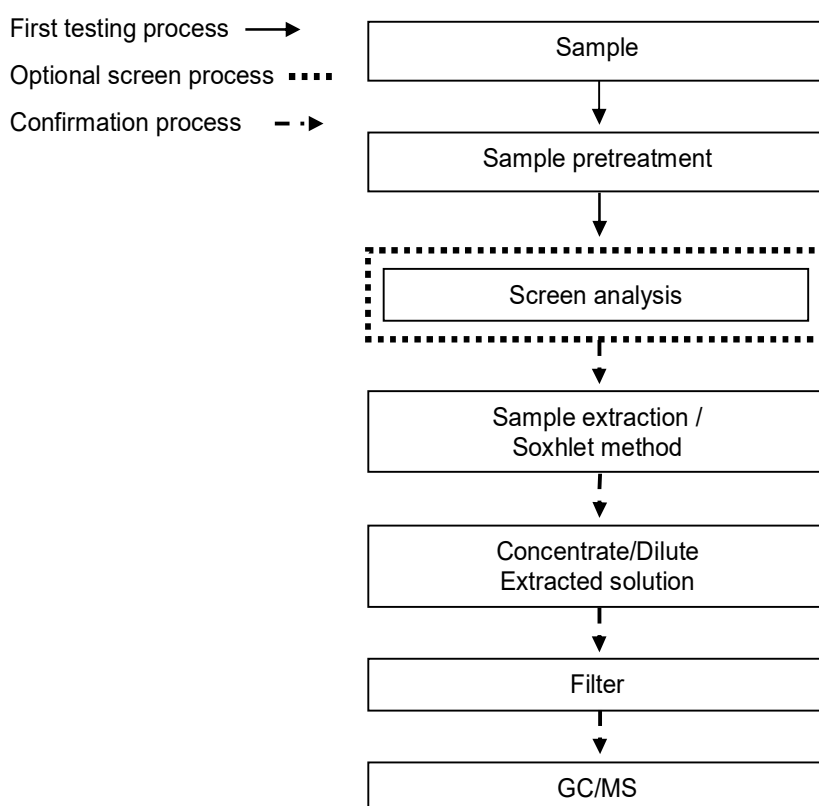 First testing process
Optional screen process
Confirmation process
Sample
Sample pretreatment
Screen analysis
Sample extraction /
Soxhlet method
Concentrate/Dilute
Extracted solution
Filter
GC/MS